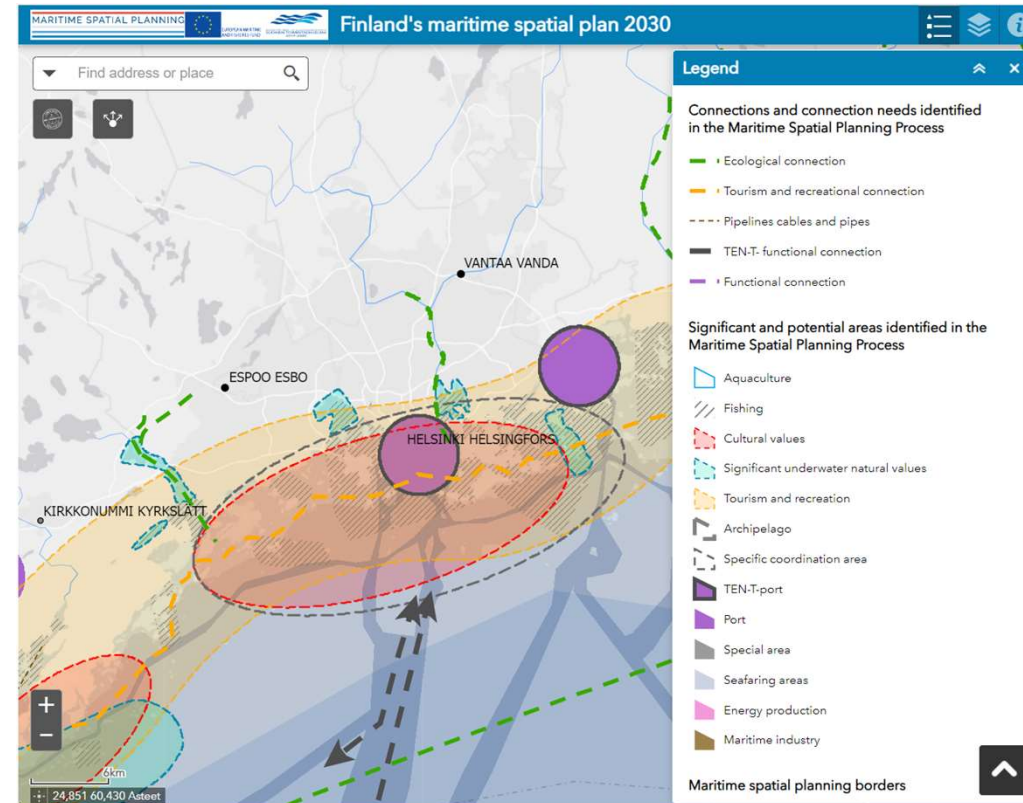 MARITIME SPATIAL PLANNING
Finland's maritime spatial plan 2030
Find address or place
Legend
Connections and connection needs identified
in the Maritime Spatial Planning Process
Ecological connection
Tourism and recreational connection
Pipelines cables and pipes
TEN-T- functional connection
Functional connection
Significant and potential areas identified in the
Maritime Spatial Planning Process
Aquaculture
Fishing
Cultural values
Significant underwater natural values
Tourism and recreation
Archipelago
Specific coordination area
TEN-T-port
Port
Special area
Seafaring areas
Energy production
Maritime industry
Maritime spatial planning borders
VANTAA VANDA
ESPOO ESBO
HELSINKI HELSINGFORS
KIRKKONUMMI KYRKSLÄTT
+
−
6km
24,851 60,430 Asteet